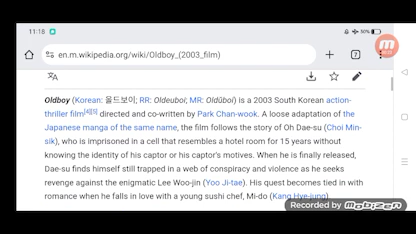 11:18
50%
en.m.wikipedia.org/wiki/Oldboy_(2003_film)
7
Oldboy (Korean: 올드보이; RR: Oldeuboi; MR: Oldŭboi) is a 2003 South Korean action-
thriller film[4][5] directed and co-written by Park Chan-wook. A loose adaptation of
the Japanese manga of the same name, the film follows the story of Oh Dae-su (Choi Min-
sik), who is imprisoned in a cell that resembles a hotel room for 15 years without
knowing the identity of his captor or his captor's motives. When he is finally released,
Dae-su finds himself still trapped in a web of conspiracy and violence as he seeks
revenge against the enigmatic Lee Woo-jin (Yoo Ji-tae). His quest becomes tied in with
romance when he falls in love with a young sushi chef, Mi-do (Kang Hye-jung)
Recorded by Mobizen